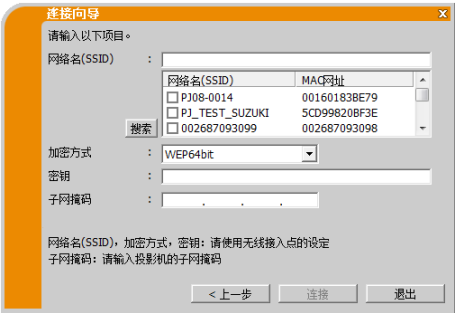 连接向导
请输入以下项目。
网络名(SSID) :
网络名(SSID) MAC网址
PJ08-0014 00160183BE79
PJ_TEST_SUZUKI 5CD99820BF3E
搜索 002687093099 002687093098
加密方式 : WEP64bit
密钥 :
子网掩码 : . . .
网络名(SSID), 加密方式, 密钥: 请使用无线接入点的设定
子网掩码: 请输入投影机的子网掩码
<上一步 连接 退出